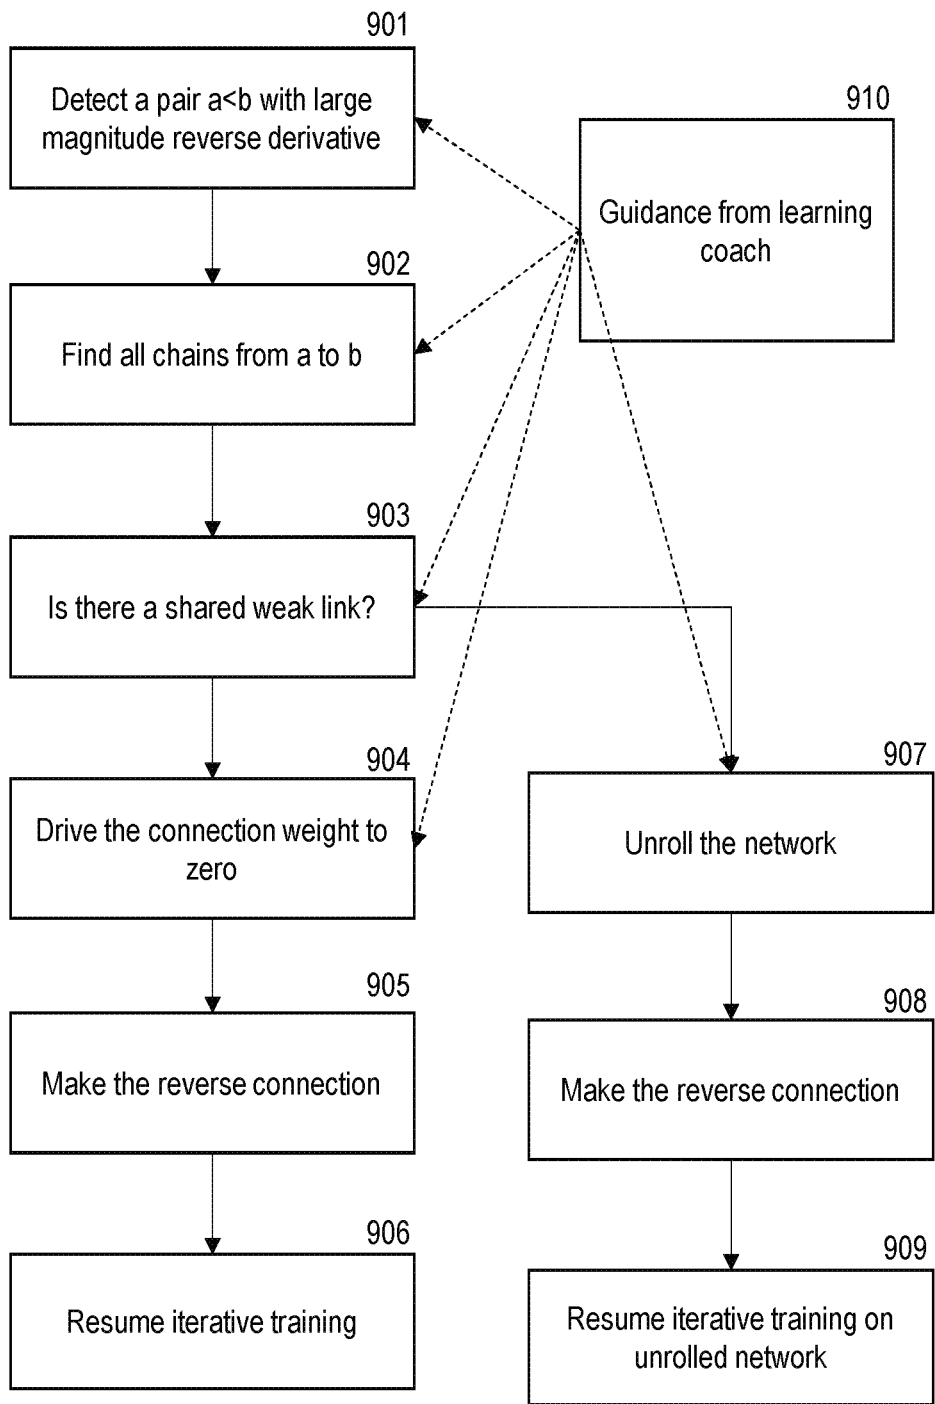 901
Detect a pair a<b with large
magnitude reverse derivative
910
Guidance from learning
coach
902
Find all chains from a to b
903
Is there a shared weak link?
904
Drive the connection weight to
zero
907
Unroll the network
905
Make the reverse connection
908
Make the reverse connection
906
Resume iterative training
909
Resume iterative training on
unrolled network